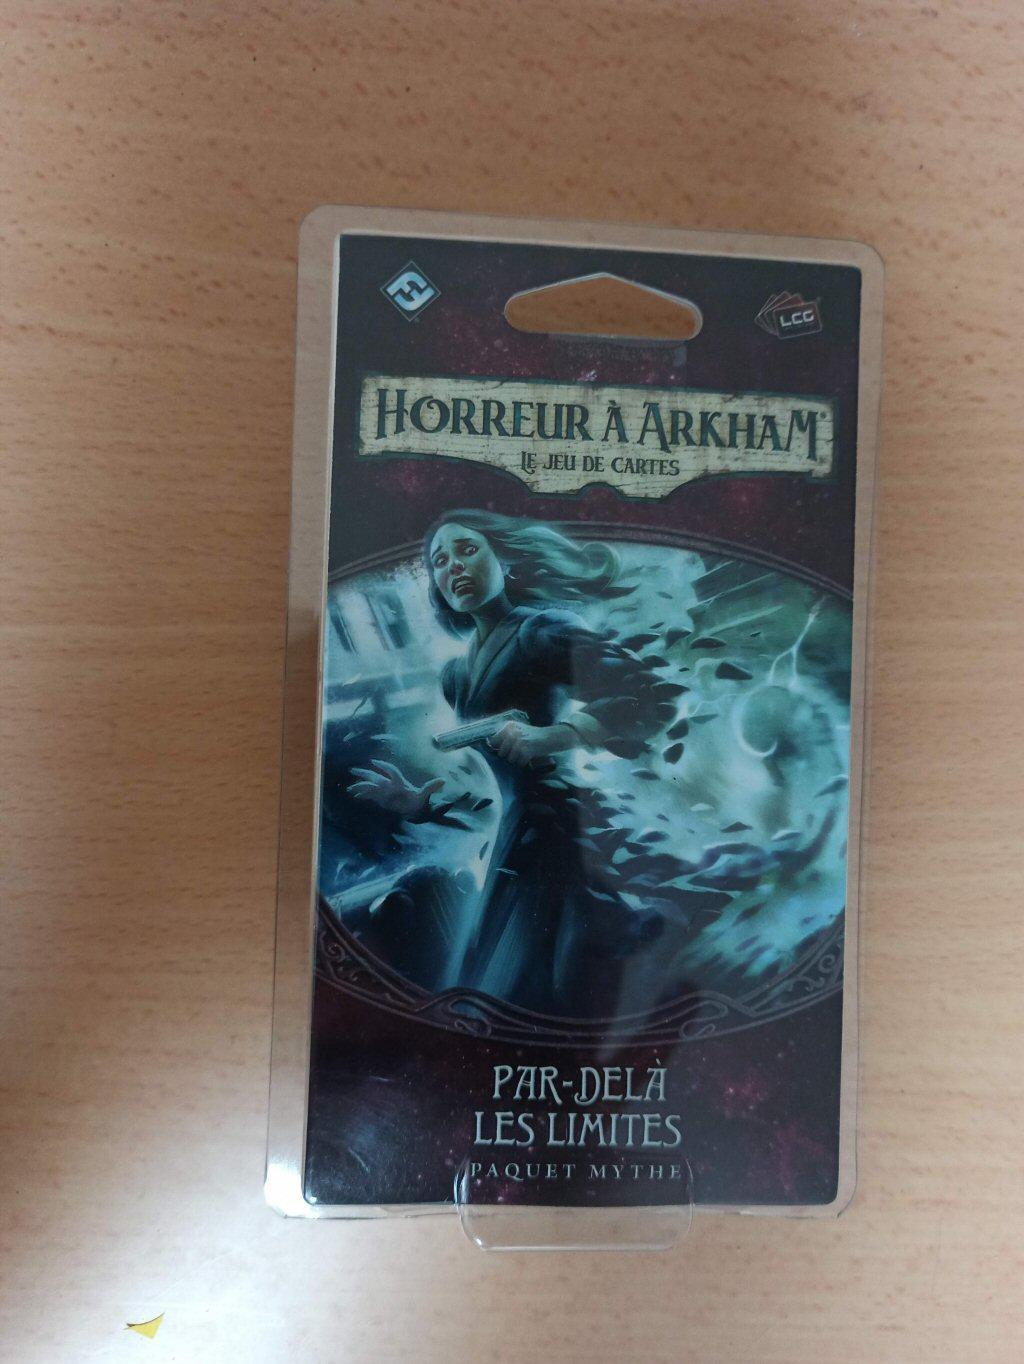 LCG
HORREUR À ARKHAM®
LE JEU DE CARTES
PAR-DELÀ
LES LIMITES
PAQUET MYTHE